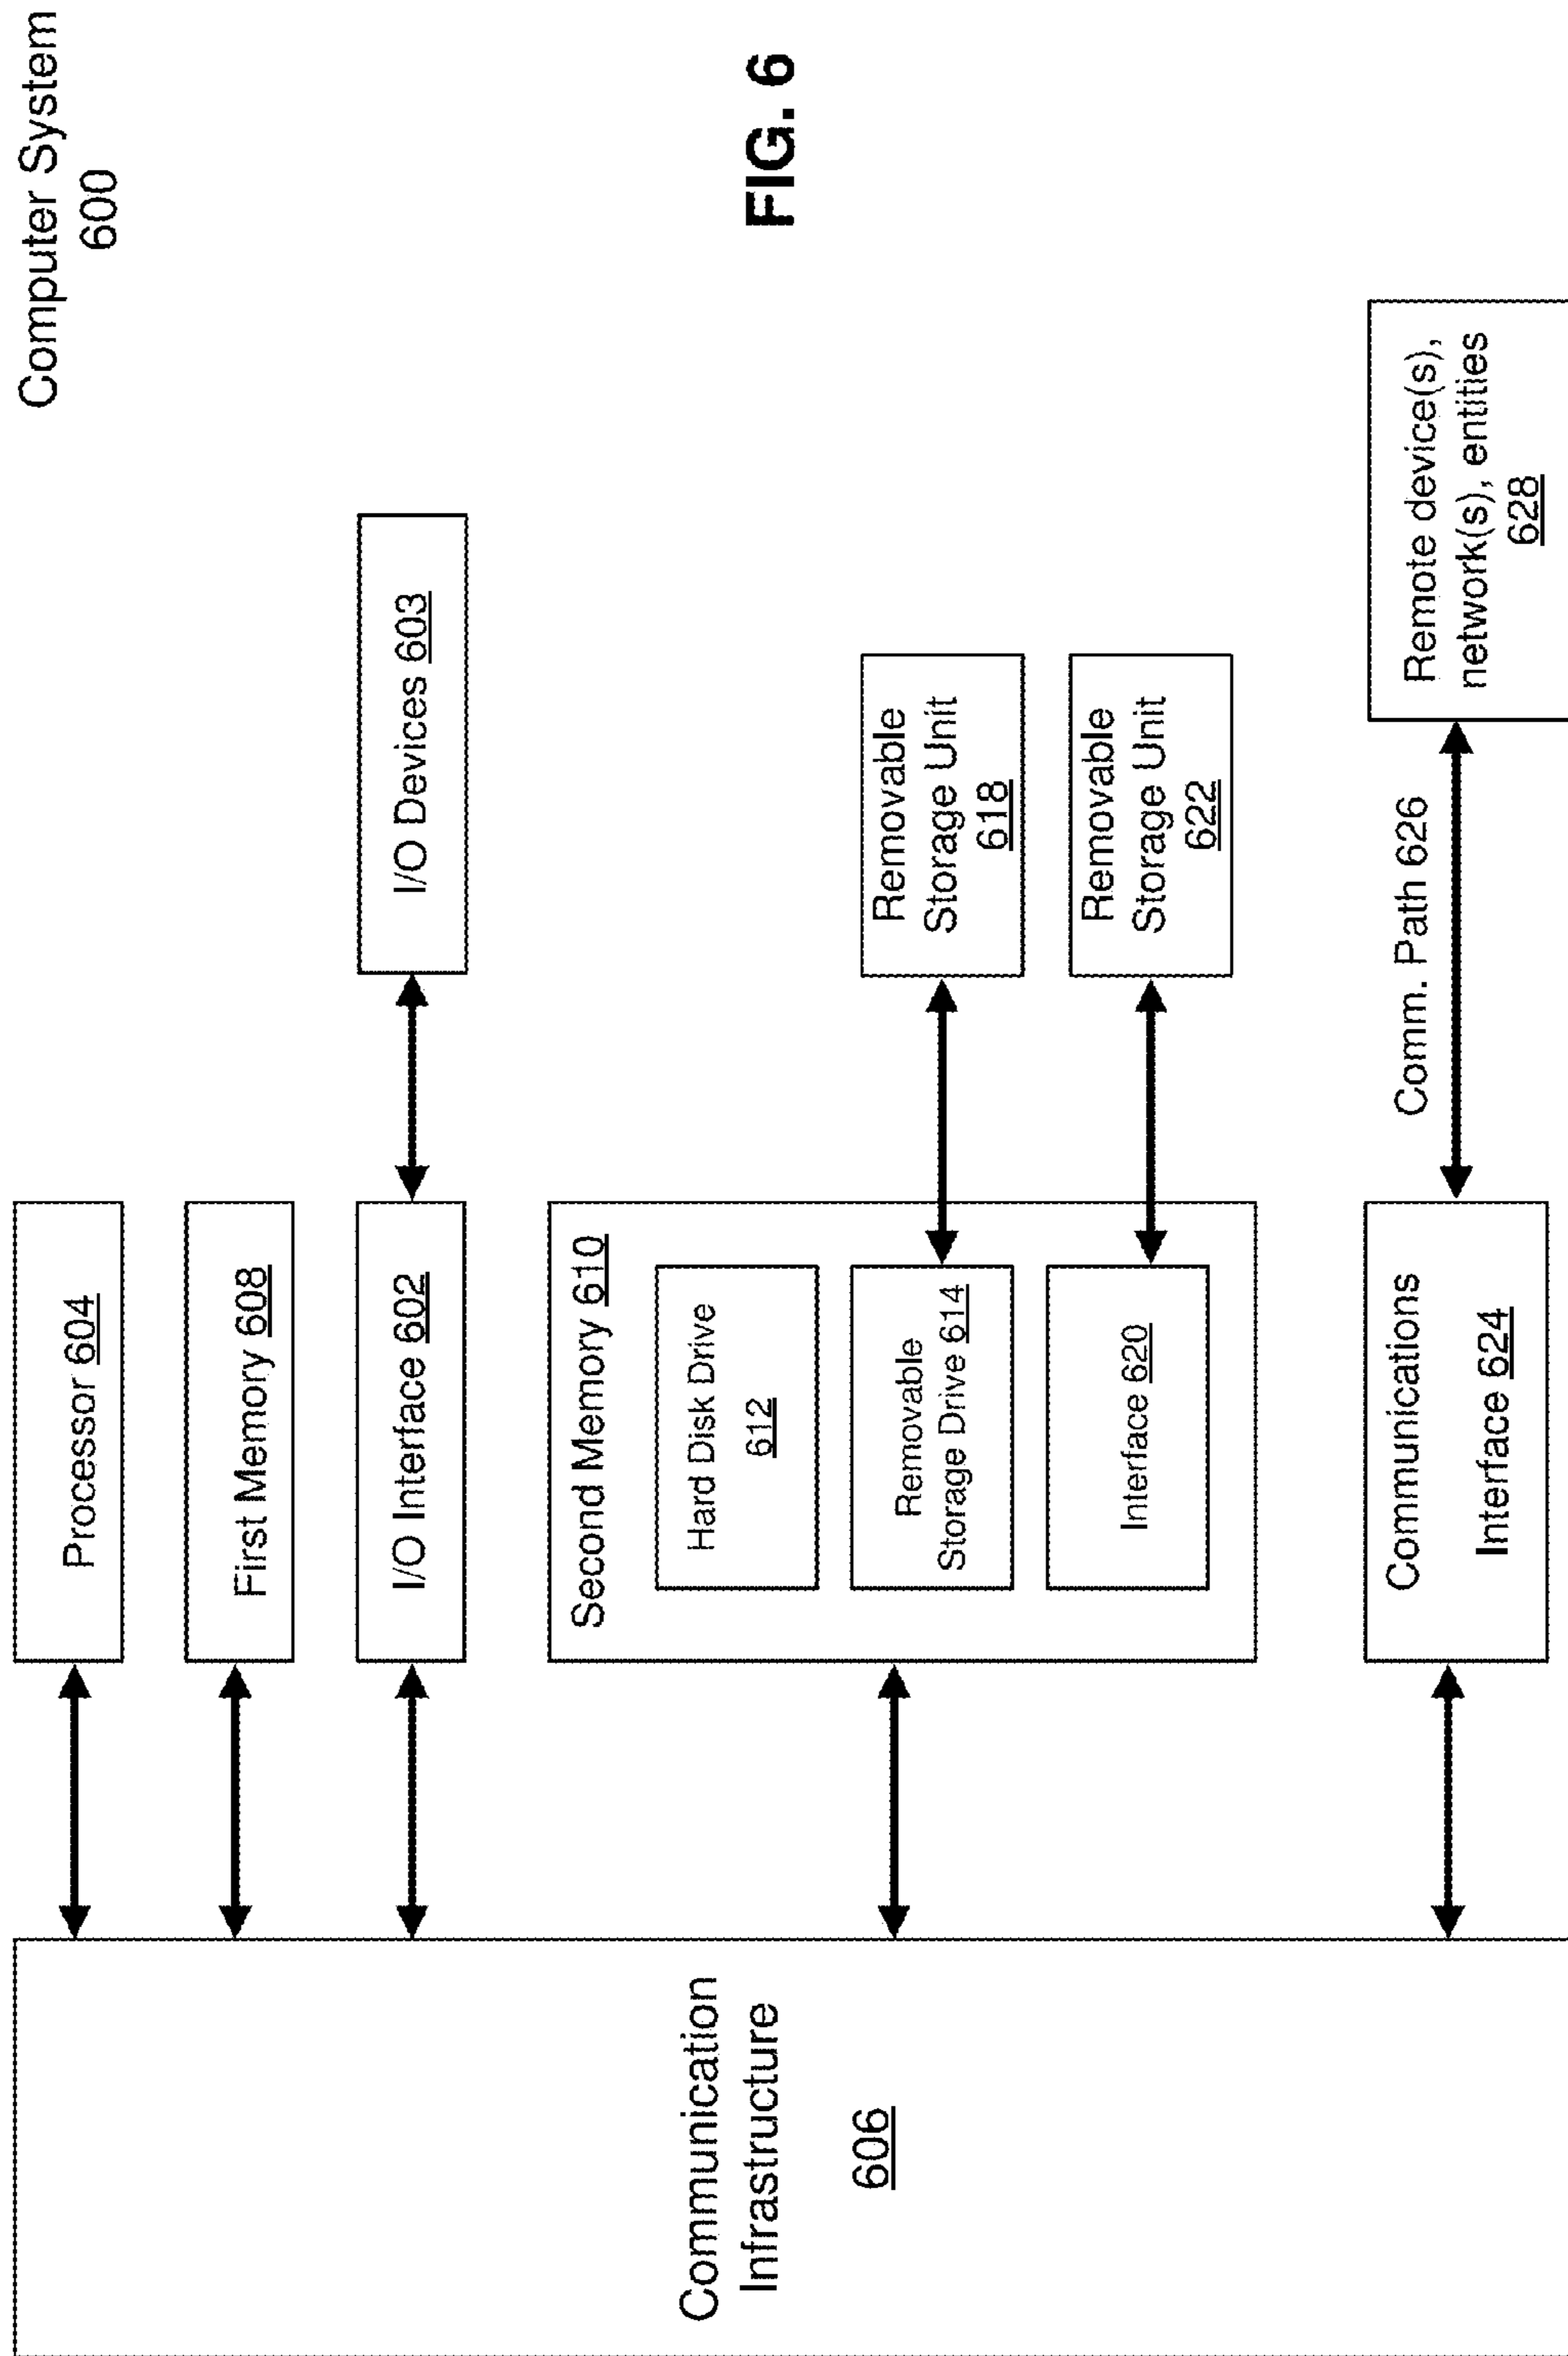 Computer System
600
Processor 604
First Memory 608
I/O Interface 602
I/O Devices 603
Communication
Infrastructure
606
Second Memory 610
Hard Disk Drive
612
Removable
Storage Drive 614
Interface 620
Removable
Storage Unit
618
Removable
Storage Unit
622
FIG. 6
Communications
Interface 624
Comm. Path 626
Remote device(s),
network(s), entities
628